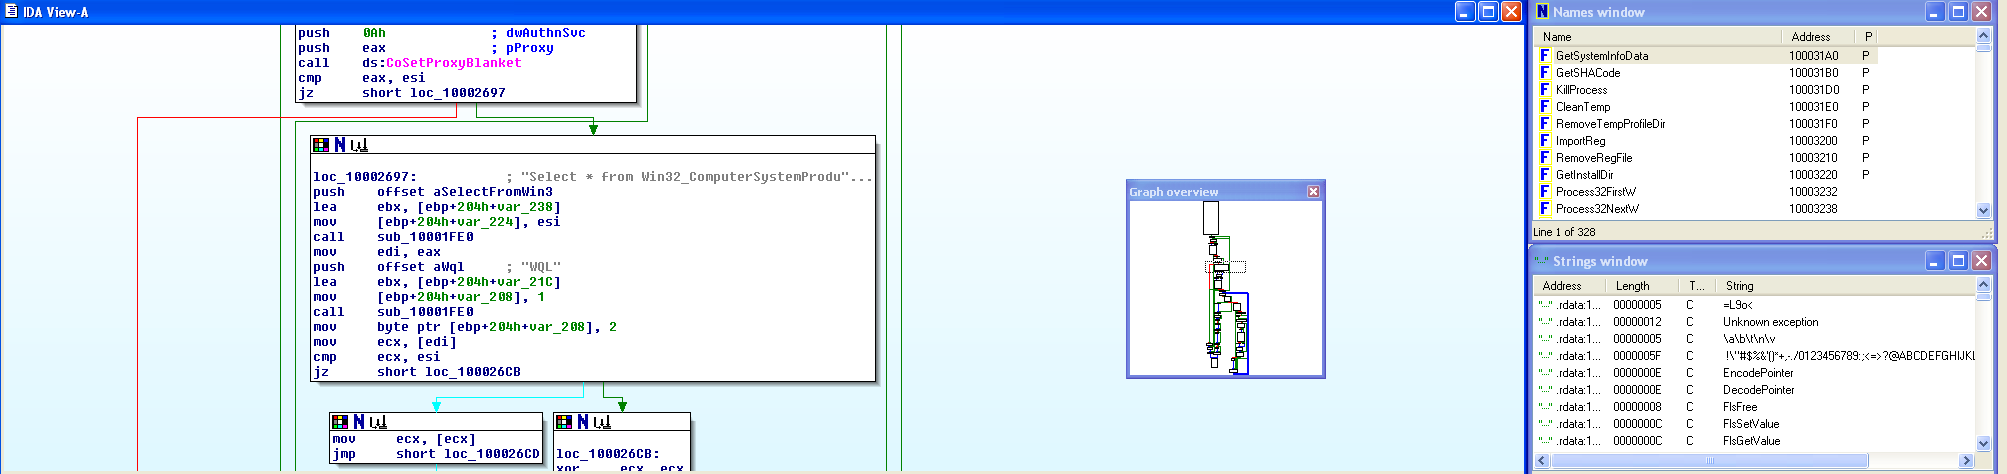 IDA View-A
push 0Ah ; dwAuthnSvc
push eax ; pProxy
call ds:CoSetProxyBlanket
cmp eax, esi
jz short loc_10002697
N
loc_10002697: ; "Select * from Win32_ComputerSystemProdu"...
push offset aSelectFromWin3
lea ebx, [ebp+204h+var_238]
mov [ebp+204h+var_224], esi
call sub_10001FE0
mov edi, eax
push offset aWql ; "WQL"
lea ebx, [ebp+204h+var_21C]
mov [ebp+204h+var_208], 1
call sub_10001FE0
mov byte ptr [ebp+204h+var_208], 2
mov ecx, [edi]
cmp ecx, esi
jz short loc_100026CB
N
mov ecx, [ecx]
jmp short loc_100026CD
N
loc_100026CB:
xor ecx, ecx
Graph overview
N Names window
Name Address P
F GetSystemInfoData 100031A0 P
F GetSHACode 100031B0 P
F KillProcess 100031D0 P
F CleanTemp 100031E0 P
F RemoveTempProfileDir 100031F0 P
F ImportReg 10003200 P
F RemoveRegFile 10003210 P
F GetInstallDir 10003220 P
F Process32FirstW 10003232
F Process32NextW 10003238
Line 1 of 328
Strings window
Address Length T... String
"..." .rdata:1... 00000005 C =L9o<
"..." .rdata:1... 00000012 C Unknown exception
"..." .rdata:1... 00000005 C \a\b\t\n\v
"..." .rdata:1... 0000005F C !\"#$%&'()*+,-./0123456789:;<=>?@ABCDEFGHIJKL
"..." .rdata:1... 0000000E C EncodePointer
"..." .rdata:1... 0000000E C DecodePointer
"..." .rdata:1... 00000008 C FlsFree
"..." .rdata:1... 0000000C C FlsSetValue
"..." .rdata:1... 0000000C C FlsGetValue